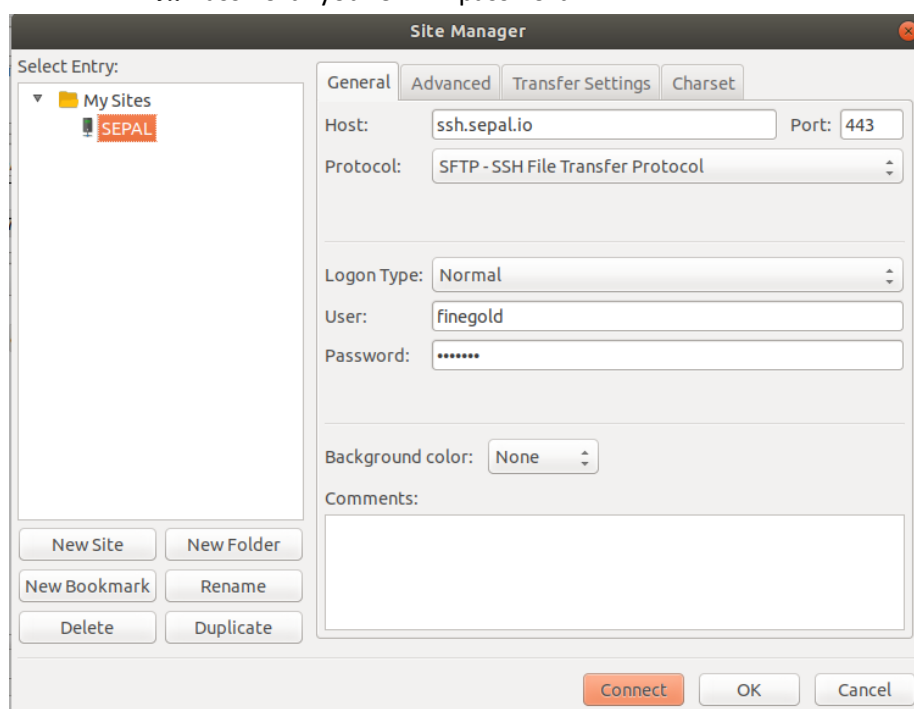 Site Manager
Select Entry:
My Sites
SEPAL
New Site New Folder
New Bookmark Rename
Delete Duplicate
General Advanced Transfer Settings Charset
Host: ssh.sepal.io Port: 443
Protocol: SFTP - SSH File Transfer Protocol
Logon Type: Normal
User: finegold
Password: •••••••
Background color: None
Comments:
Connect OK Cancel